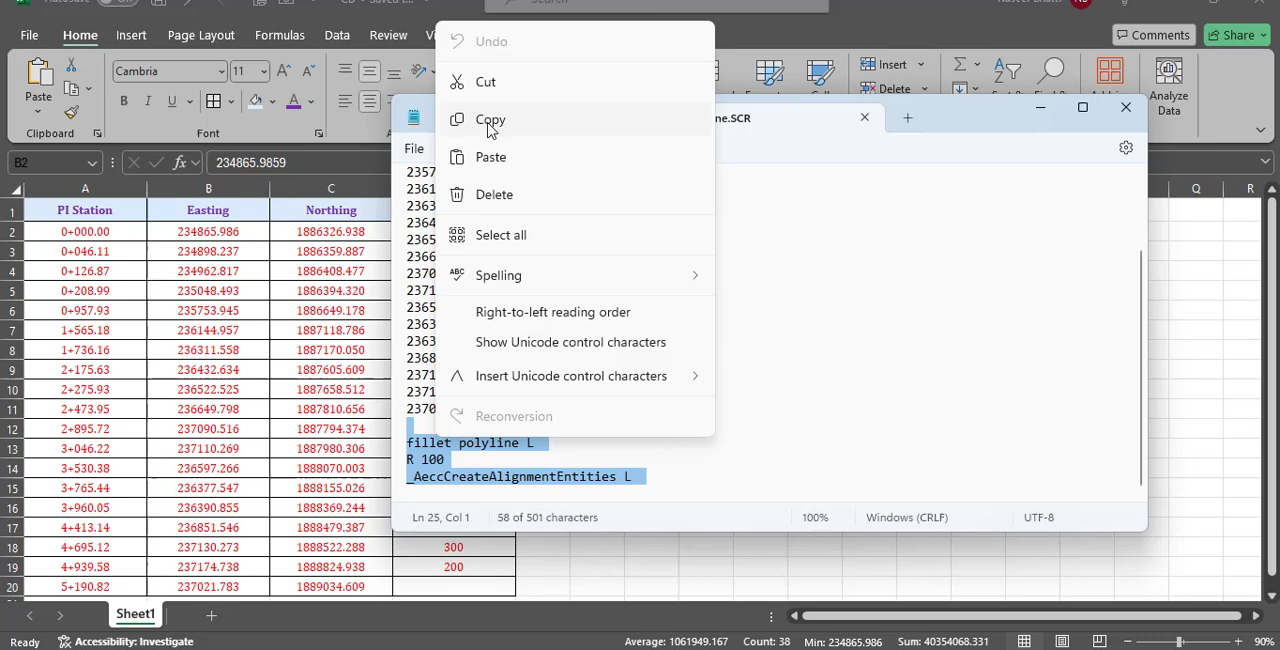 Search
File Home Insert Page Layout Formulas Data Review Comments Share
Paste Cambria 11 B I U A Insert Delete Analyze Data
Clipboard Font
B2 fx 234865.9859
A B C Q R
1 PI Station Easting Northing
2 0+000.00 234865.986 1886326.938
3 0+046.11 234898.237 1886359.887
4 0+126.87 234962.817 1886408.477
5 0+208.99 235048.493 1886394.320
6 0+957.93 235753.945 1886649.178
7 1+565.18 236144.957 1887118.786
8 1+736.16 236311.558 1887170.050
9 2+175.63 236432.634 1887605.609
10 2+275.93 236522.525 1887658.512
11 2+473.95 236649.798 1887810.656
12 2+895.72 237090.516 1887794.374
13 3+046.22 237110.269 1887980.306
14 3+530.38 236597.266 1888070.003
15 3+765.44 236377.547 1888155.026
16 3+960.05 236390.855 1888369.244
17 4+413.14 236851.546 1888479.387
18 4+695.12 237130.273 1888522.288 300
19 4+939.58 237174.738 1888824.938 200
20 5+190.82 237021.783 1889034.609
Undo
Cut
Copy
Paste
Delete
Select all
Spelling
Right-to-left reading order
Show Unicode control characters
Insert Unicode control characters
Reconversion
ne.SCR
File
2357
2361
2363
2364
2365
2366
2370
2371
2365
2363
2363
2368
2371
2371
2370
fillet polyline L
R 100
_AeccCreateAlignmentEntities L
Ln 25, Col 1 58 of 501 characters 100% Windows (CRLF) UTF-8
Sheet1
Ready Accessibility: Investigate Average: 1061949.167 Count: 38 Min: 234865.986 Sum: 40354068.331 90%